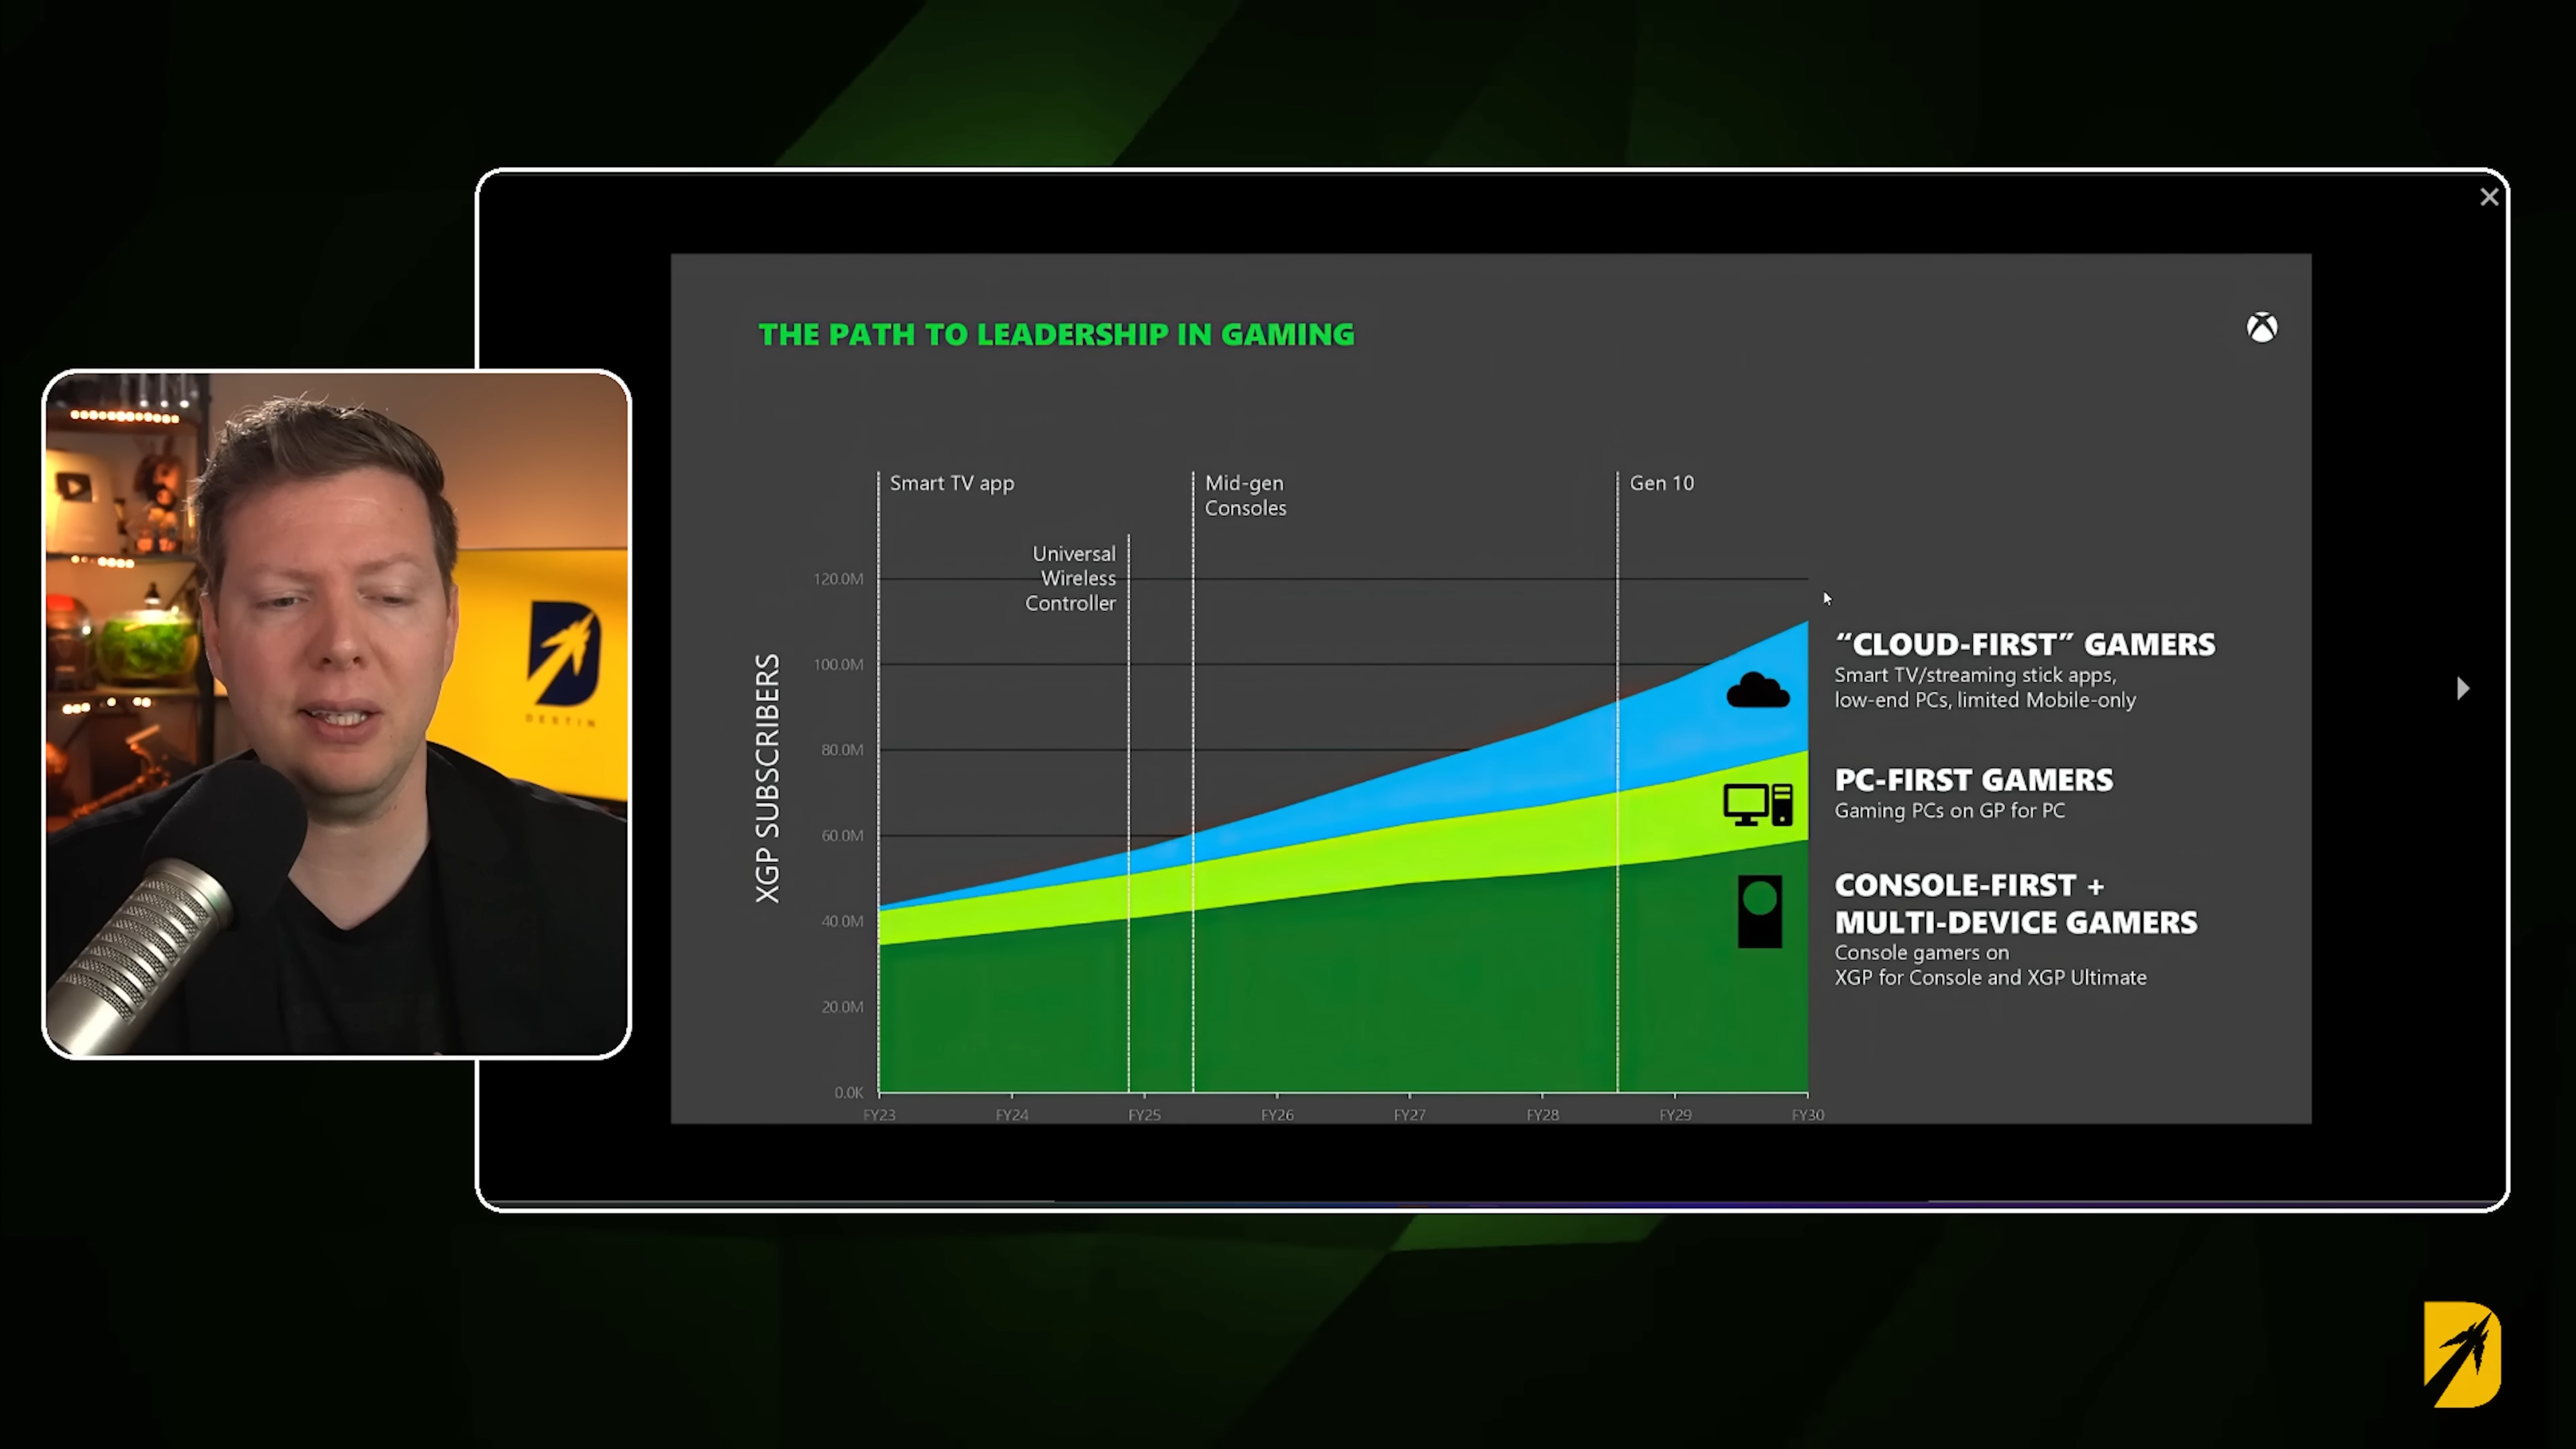 THE PATH TO LEADERSHIP IN GAMING
Smart TV app
Mid-gen
Consoles
Gen 10
Universal
Wireless
Controller
XGP SUBSCRIBERS
120.0M
100.0M
80.0M
60.0M
40.0M
20.0M
0.0K
FY23
FY24
FY25
FY26
FY27
FY28
FY29
FY30
“CLOUD-FIRST” GAMERS
Smart TV/streaming stick apps,
low-end PCs, limited Mobile-only
PC-FIRST GAMERS
Gaming PCs on GP for PC
CONSOLE-FIRST +
MULTI-DEVICE GAMERS
Console gamers on
XGP for Console and XGP Ultimate
DESTIN